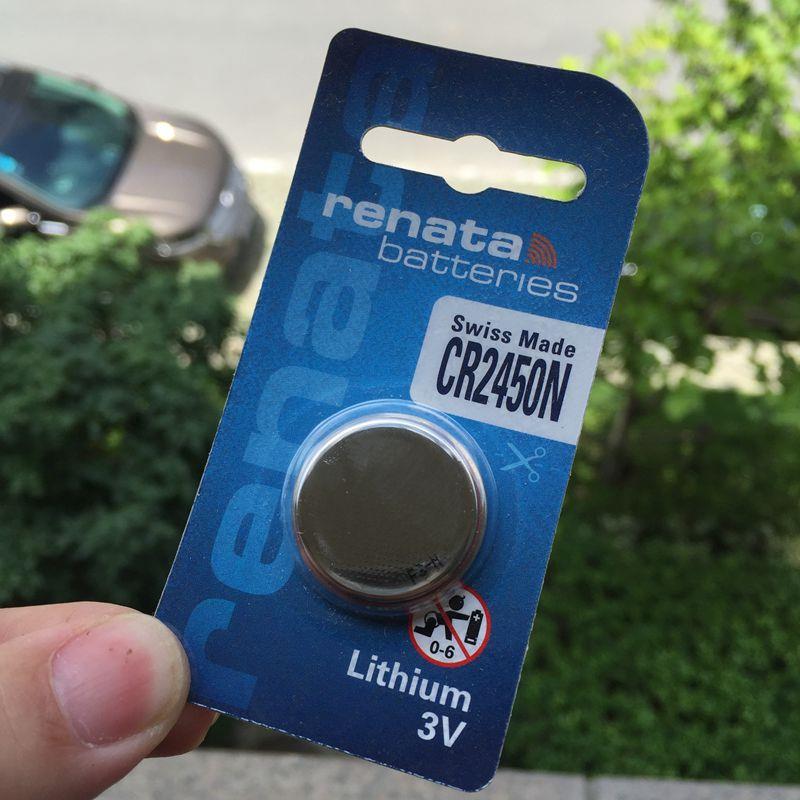 renata
renata
batteries
Swiss Made
CR2450N
0-6
Lithium
3V